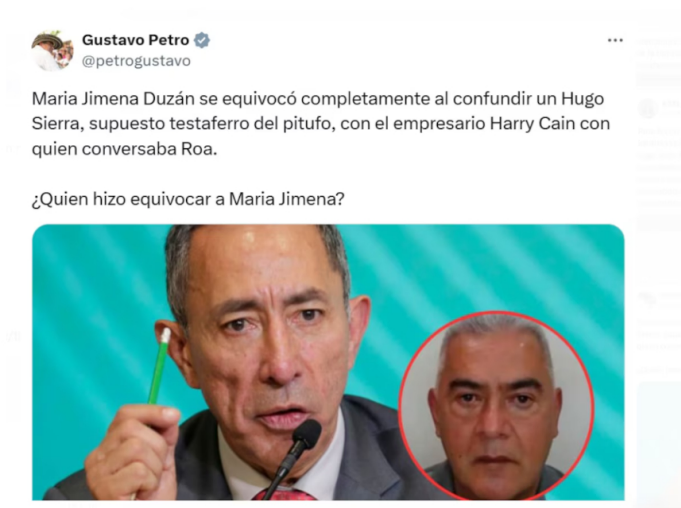 Gustavo Petro
@petrogustavo
Maria Jimena Duzán se equivocó completamente al confundir un Hugo
Sierra, supuesto testaferro del pitufo, con el empresario Harry Cain con
quien conversaba Roa.
¿Quien hizo equivocar a Maria Jimena?